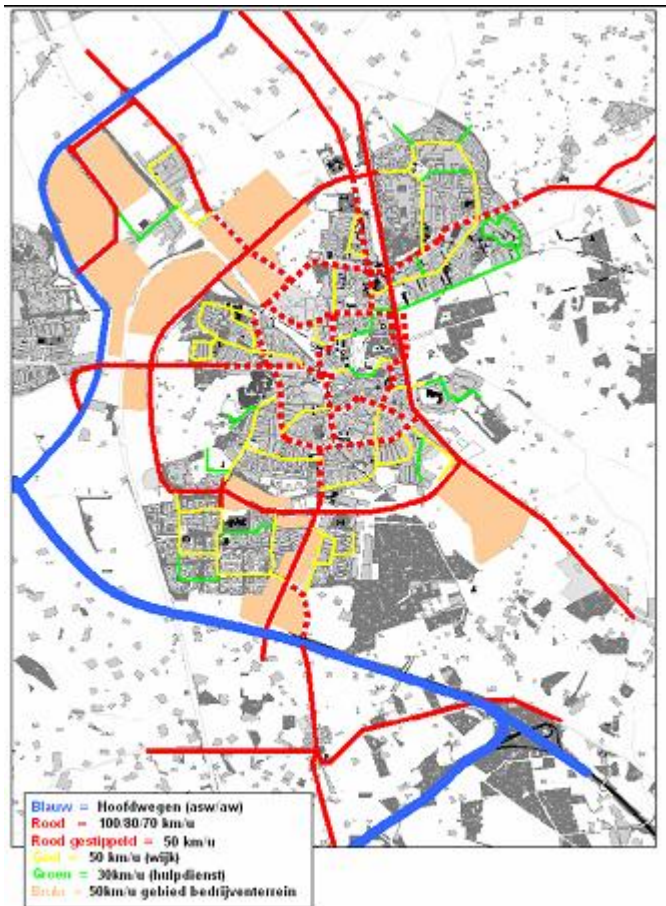 Blauw = Hoofdwegen (asw/aw)
Rood = 100/80/70 km/u
Rood gestippeld = 50 km/u
Geel = 50 km/u (wijk)
Groen = 30km/u (hulpdienst)
Bruin = 50km/u gebied bedrijventerrein